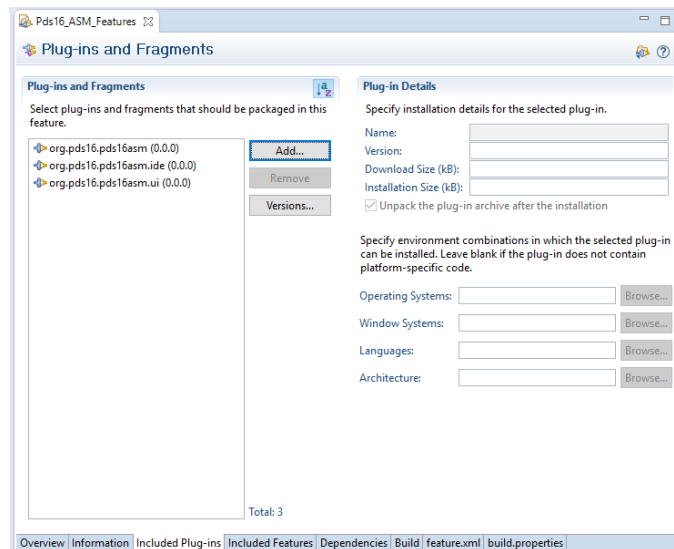 Pds16_ASM_Features
Plug-ins and Fragments
Plug-ins and Fragments
Select plug-ins and fragments that should be packaged in this
feature.
org.pds16.pds16asm (0.0.0)
org.pds16.pds16asm.ide (0.0.0)
org.pds16.pds16asm.ui (0.0.0)
Add...
Remove
Versions...
Total: 3
Plug-in Details
Specify installation details for the selected plug-in.
Name:
Version:
Download Size (kB):
Installation Size (kB):
Unpack the plug-in archive after the installation
Specify environment combinations in which the selected plug-in
can be installed. Leave blank if the plug-in does not contain
platform-specific code.
Operating Systems: Browse...
Window Systems: Browse...
Languages: Browse...
Architecture: Browse...
Overview Information Included Plug-ins Included Features Dependencies Build feature.xml build.properties